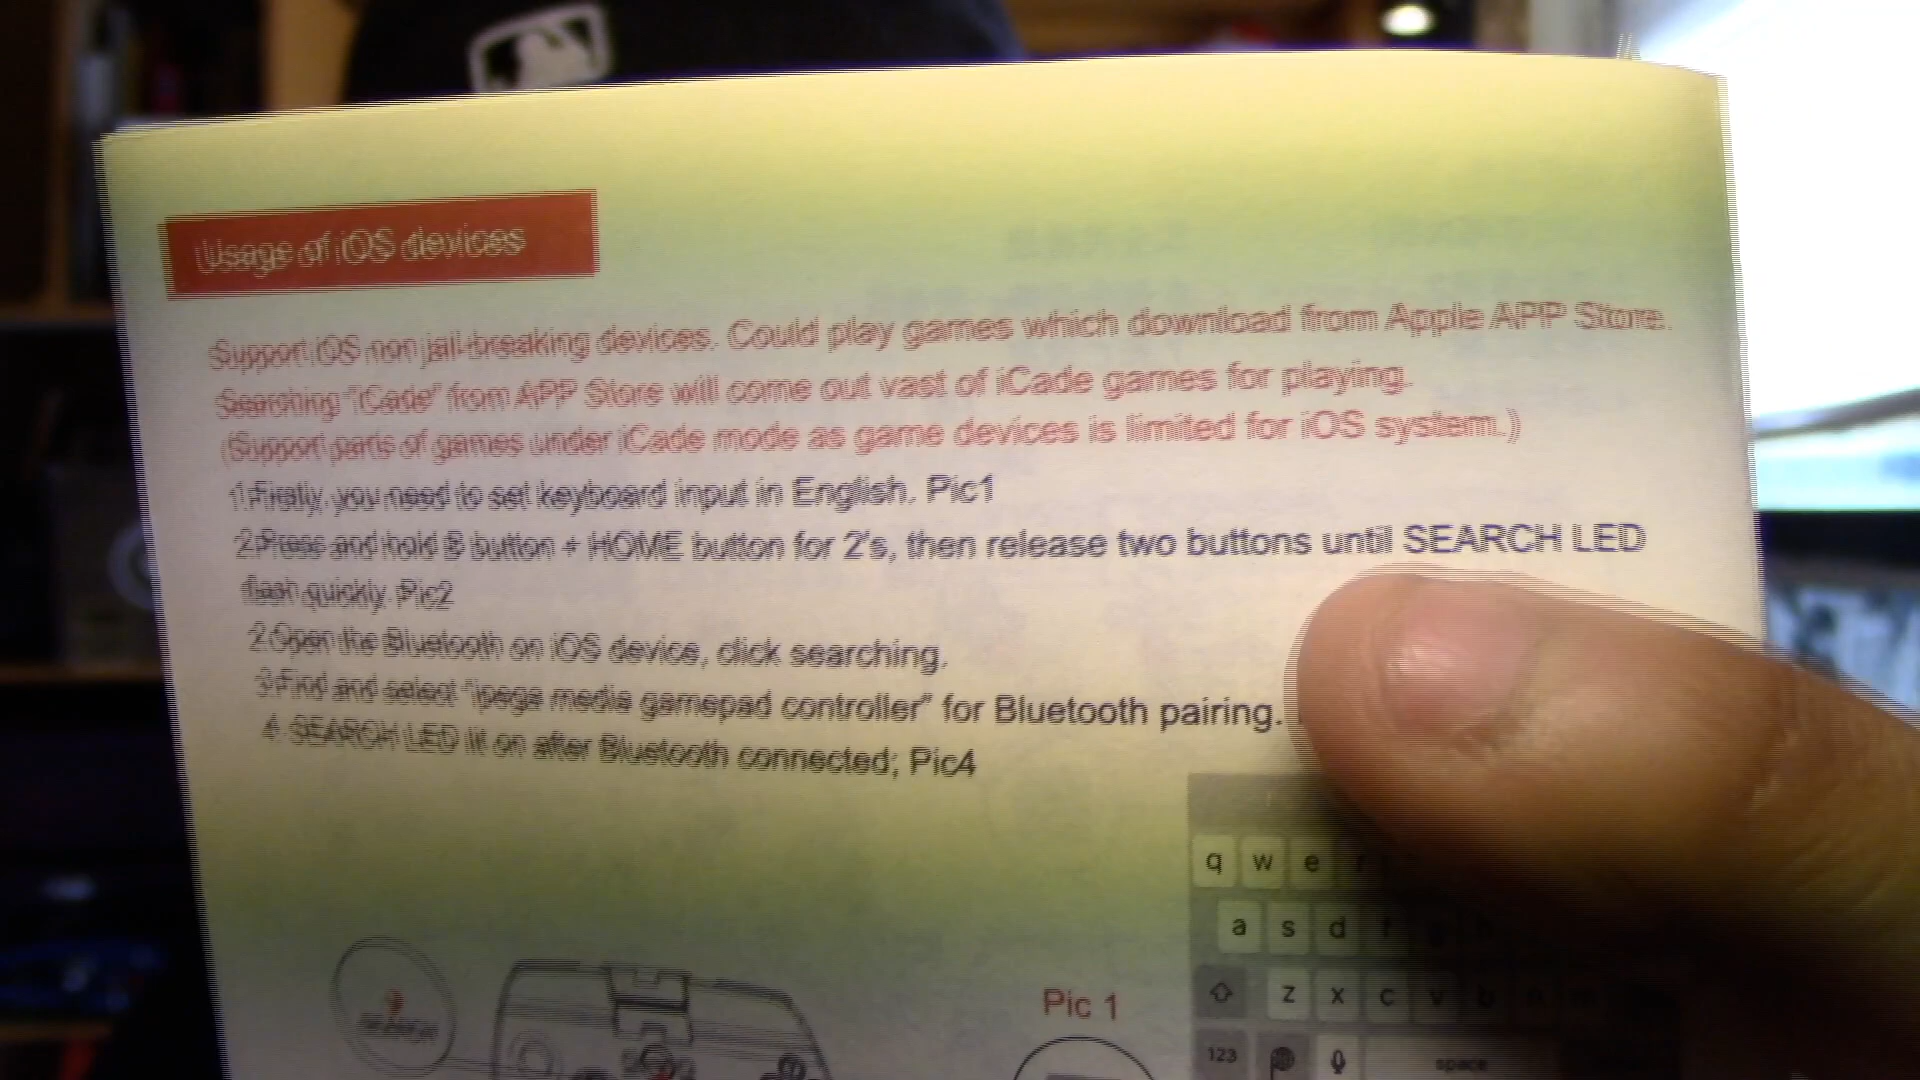 Usage of iOS devices
Support iOS non jail-breaking devices. Could play games which download from Apple APP Store.
Searching "iCade" from APP Store will come out vast of iCade games for playing.
(Support parts of games under iCade mode as game devices is limited for iOS system.)
1.Firstly, you need to set keyboard input in English. Pic1
2.Press and hold B button + HOME button for 2's, then release two buttons until SEARCH LED
flash quickly. Pic2
2.Open the Bluetooth on iOS device, click searching.
3.Find and select "ipega media gamepad controller" for Bluetooth pairing.
4. SEARCH LED lit on after Bluetooth connected; Pic4
q w e
a s d f
Pic 1
z x c v b
123
space